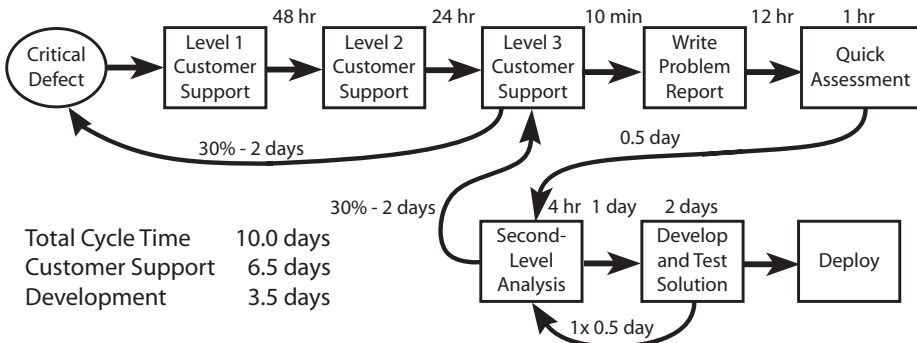 48 hr
24 hr
10 min
12 hr
1 hr
Critical
Defect
Level 1
Customer
Support
Level 2
Customer
Support
Level 3
Customer
Support
Write
Problem
Report
Quick
Assessment
30% - 2 days
0.5 day
30% - 2 days
4 hr
1 day
2 days
Second-
Level
Analysis
Develop
and Test
Solution
Deploy
1x 0.5 day
Total Cycle Time 10.0 days
Customer Support 6.5 days
Development 3.5 days